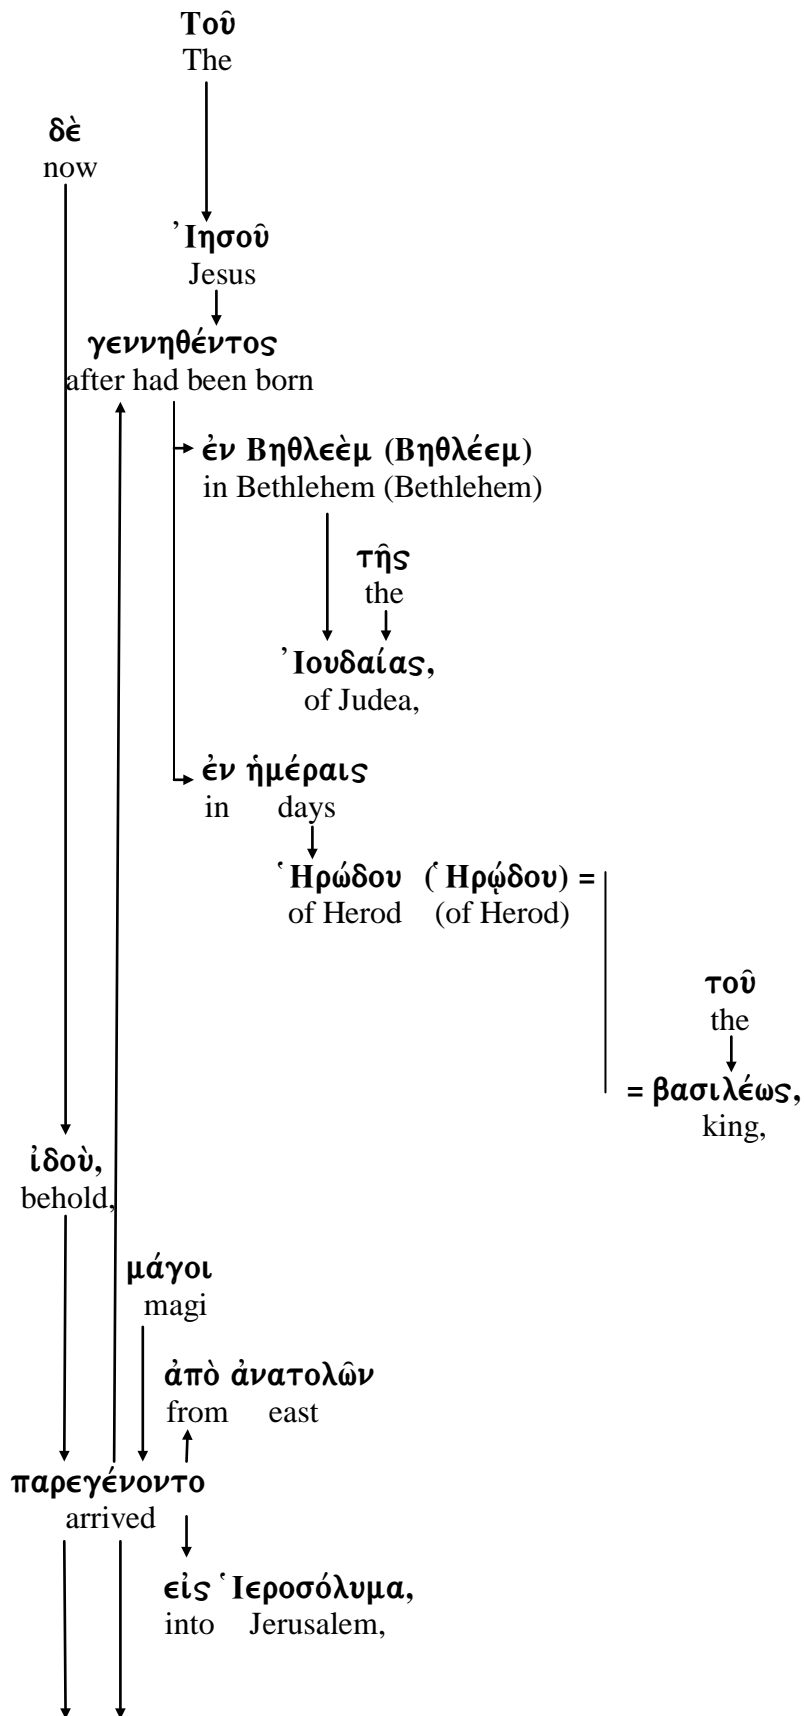 Τοῦ
The
δὲ
now
Ἰησοῦ
Jesus
γεννηθέντος
after had been born
ἐν Βηθλεὲμ (Βηθλέεμ)
in Bethlehem (Bethlehem)
τῆς
the
Ἰουδαίας,
of Judea,
ἐν ἡμέραις
in days
Ἡρώδου (Ἡρῴδου) =
of Herod (of Herod)
τοῦ
the
= βασιλέως,
king,
ἰδοὺ,
behold,
μάγοι
magi
ἀπὸ ἀνατολῶν
from east
παρεγένοντο
arrived
εἰς Ἱεροσόλυμα,
into Jerusalem,